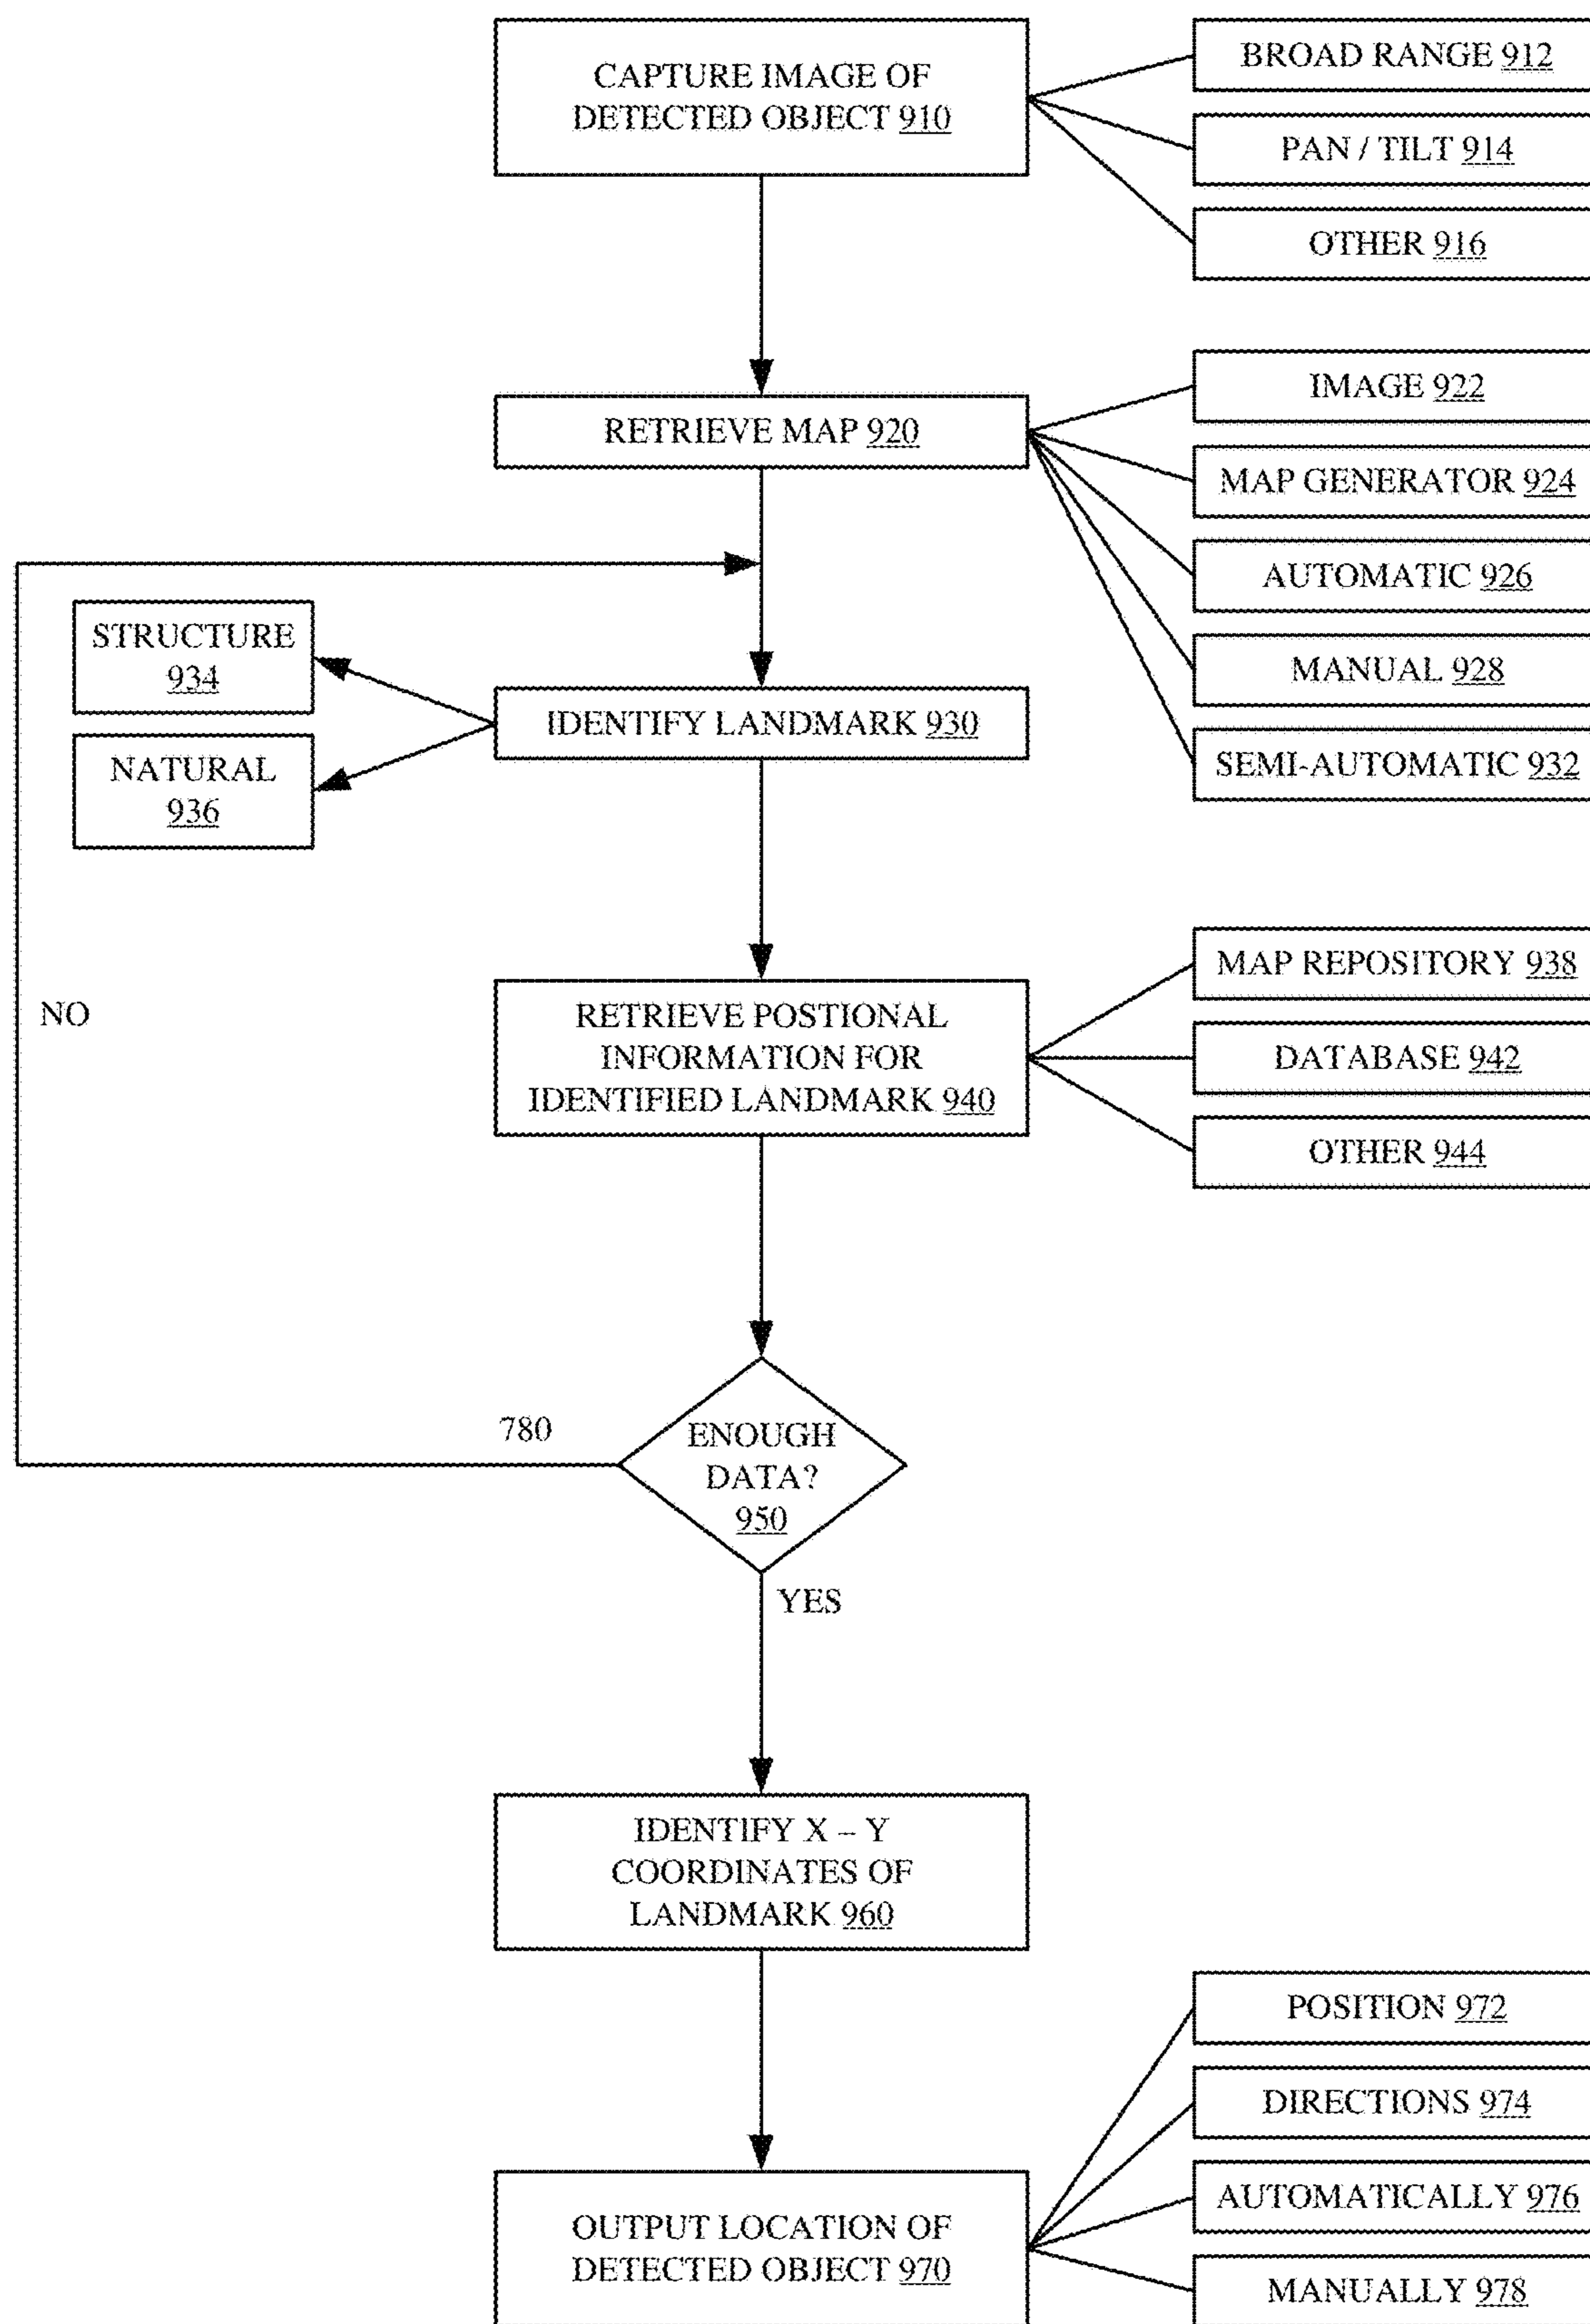 CAPTURE IMAGE OF
DETECTED OBJECT 910
BROAD RANGE 912
PAN / TILT 914
OTHER 916
RETRIEVE MAP 920
IMAGE 922
MAP GENERATOR 924
AUTOMATIC 926
MANUAL 928
SEMI-AUTOMATIC 932
STRUCTURE
934
NATURAL
936
IDENTIFY LANDMARK 930
NO
RETRIEVE POSTIONAL
INFORMATION FOR
IDENTIFIED LANDMARK 940
MAP REPOSITORY 938
DATABASE 942
OTHER 944
780
ENOUGH
DATA?
950
YES
IDENTIFY X – Y
COORDINATES OF
LANDMARK 960
OUTPUT LOCATION OF
DETECTED OBJECT 970
POSITION 972
DIRECTIONS 974
AUTOMATICALLY 976
MANUALLY 978